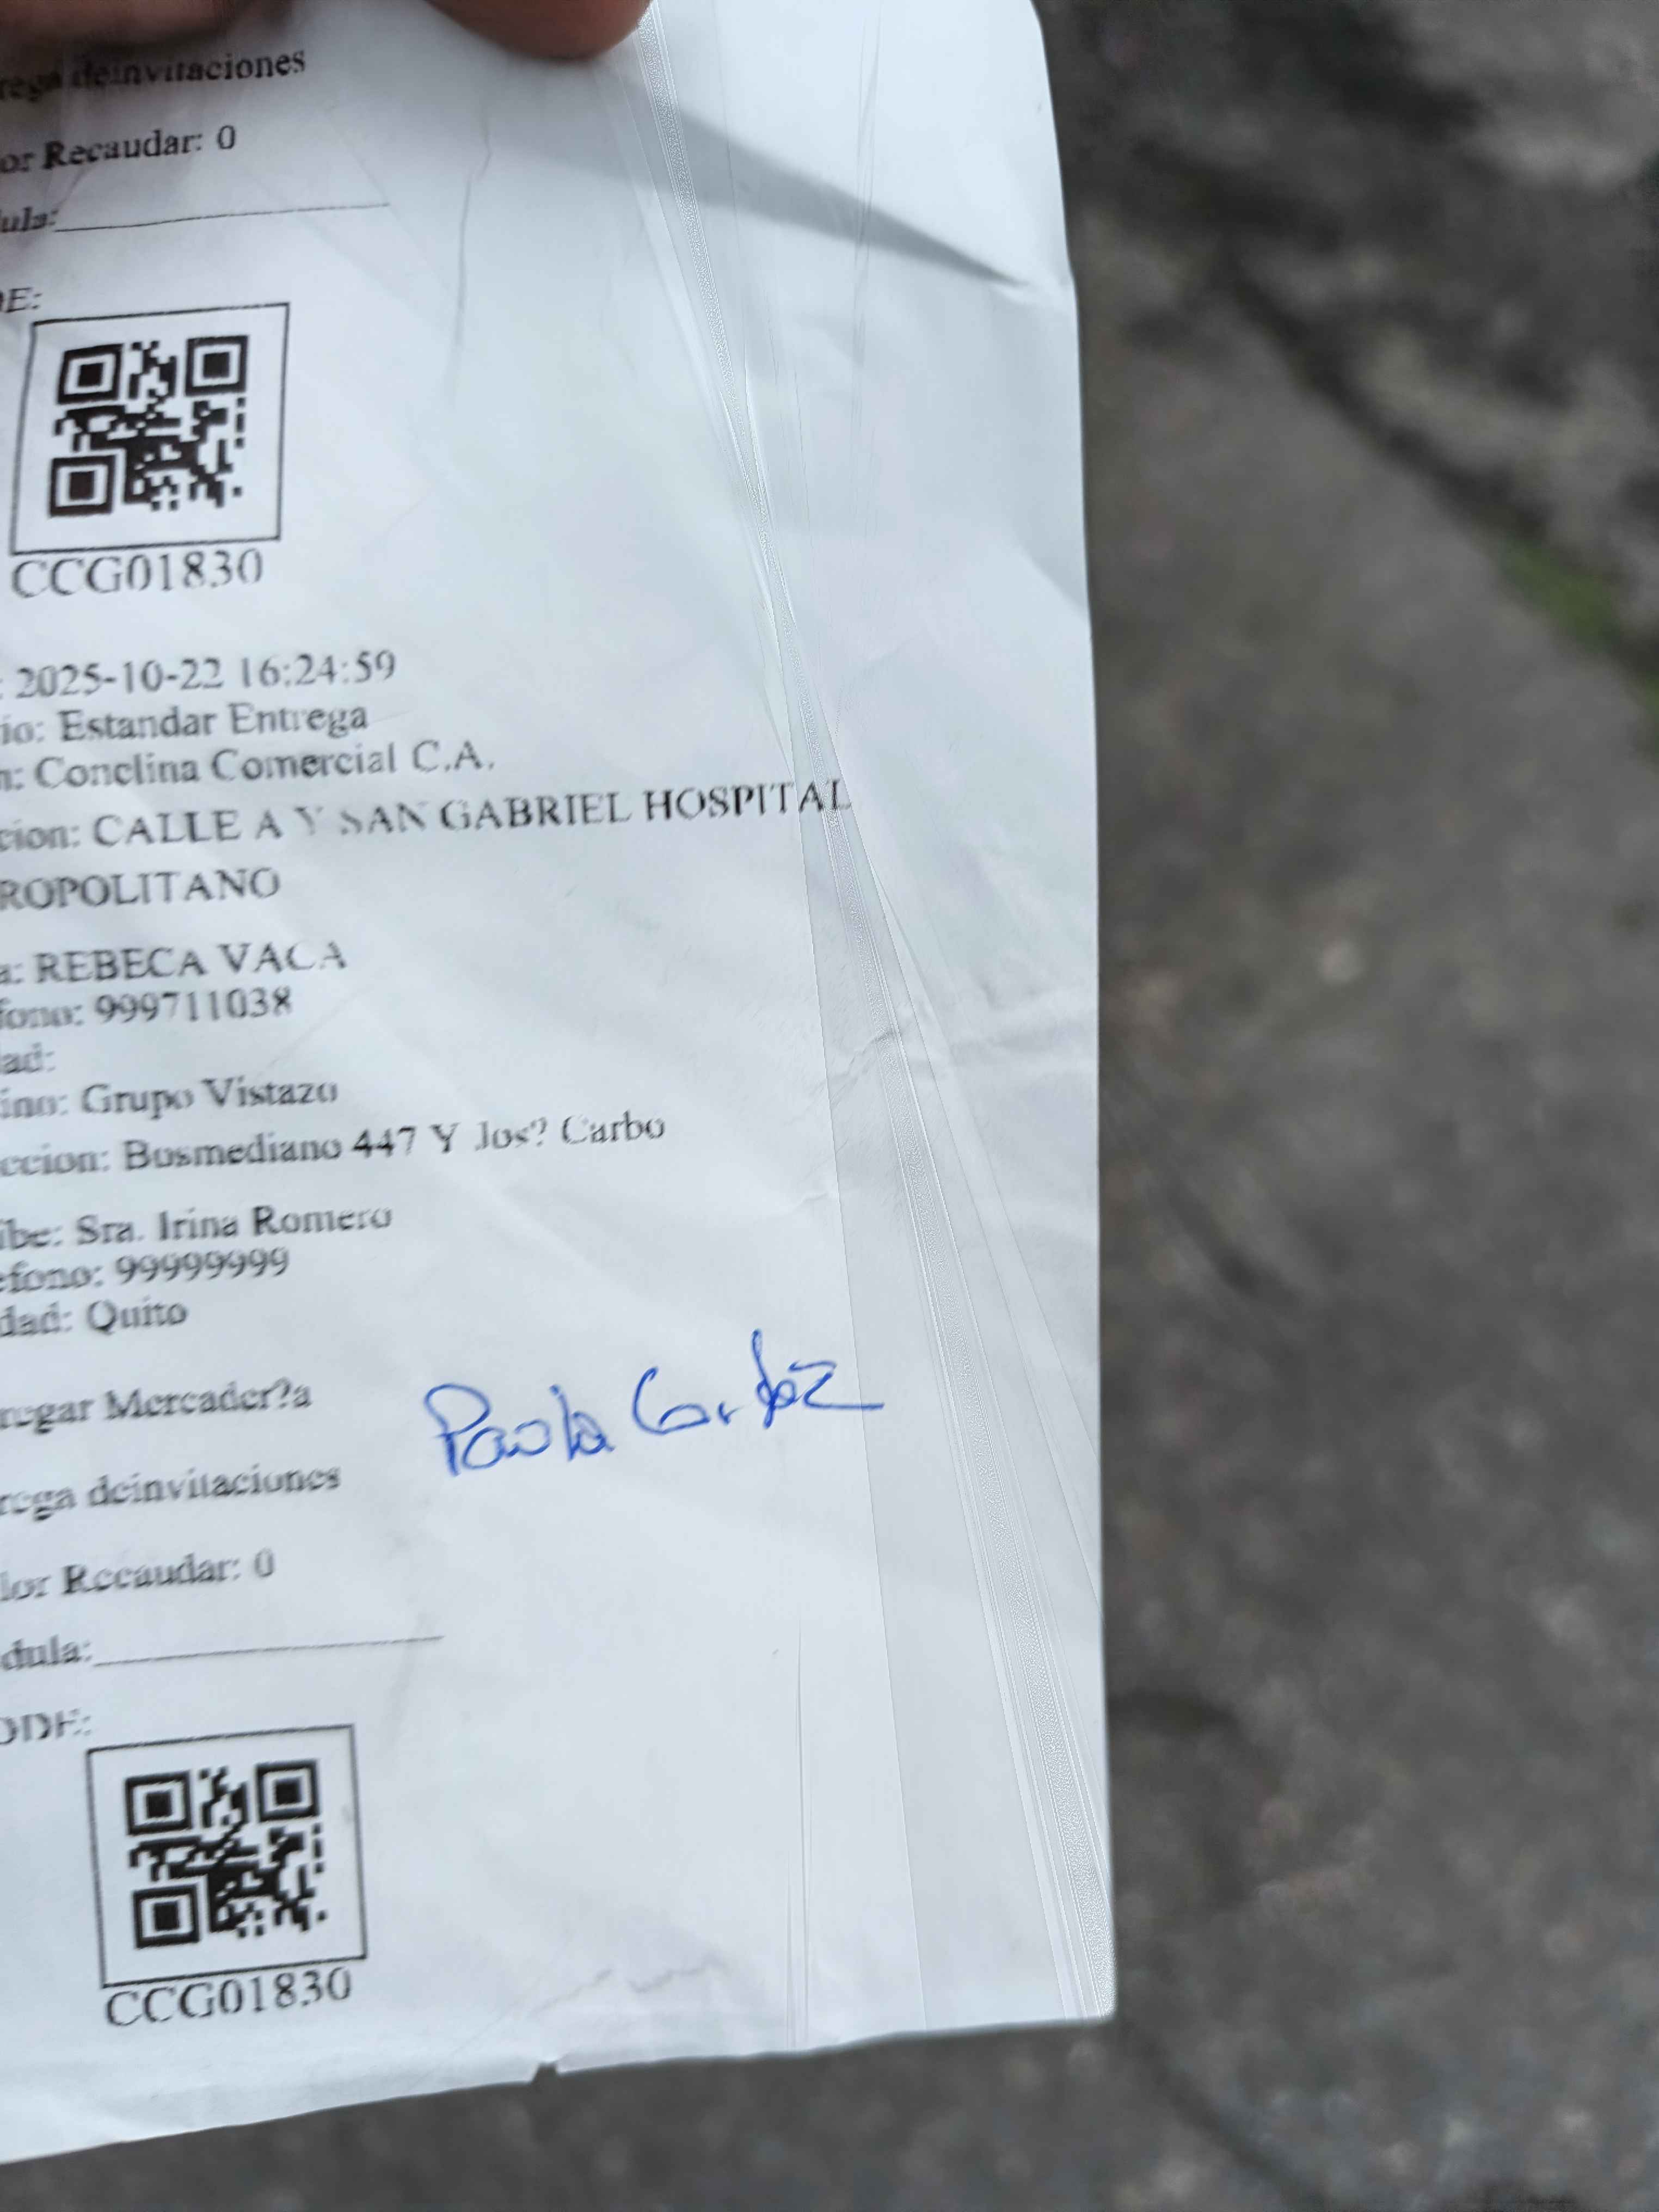 rega deinvitaciones
or Recaudar: 0
ula:
DE:
CCG01830
: 2025-10-22 16:24:59
io: Estandar Entrega
n: Conclina Comercial C.A.
cion: CALLE A Y SAN GABRIEL HOSPITAL
ROPOLITANO
a: REBECA VACA
fono: 999711038
ad:
ino: Grupo Vistazo
ccion: Bosmediano 447 Y Jos? Carbo
ibe: Sra. Irina Romero
efono: 99999999
dad: Quito
regar Mercader?a
Paola
rega deinvitaciones
lor Recaudar: 0
dula:
ODE:
CCG01830